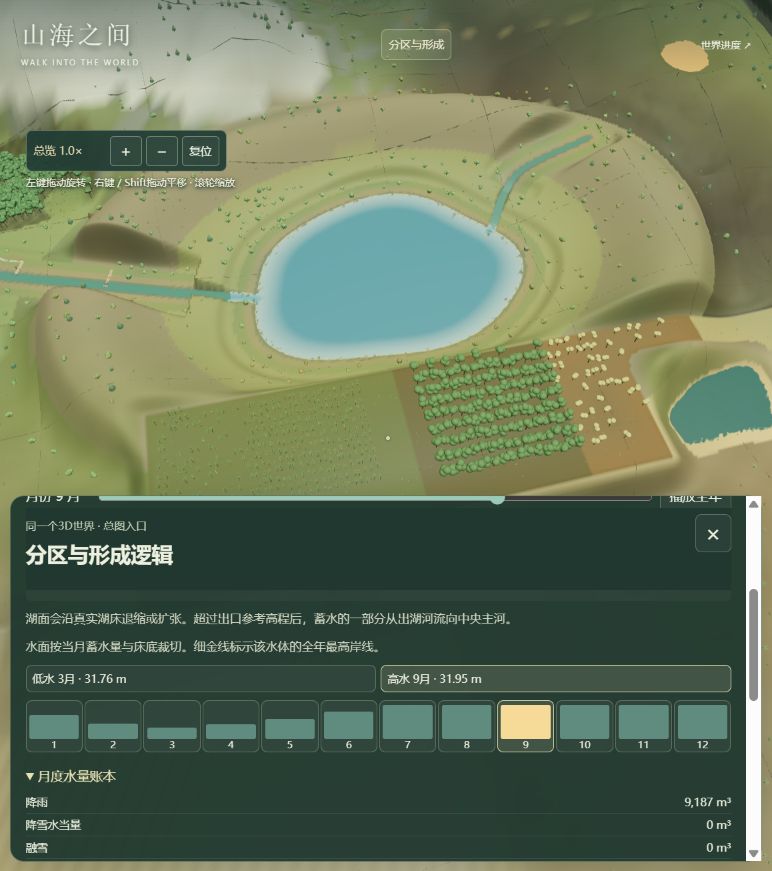 山海之间
WALK INTO THE WORLD
分区与形成
世界进度 ↗
总览 1.0×
+
−
复位
左键拖动旋转 · 右键 / Shift拖动平移 · 滚轮缩放
月份 9 月
播放全年
同一个3D世界 · 总图入口
分区与形成逻辑
×
湖面会沿真实湖床退缩或扩张。超过出口参考高程后，蓄水的一部分从出湖河流向中央主河。
水面按当月蓄水量与床底裁切。细金线标示该水体的全年最高岸线。
低水 3月 · 31.76 m
高水 9月 · 31.95 m
1 2 3 4 5 6 7 8 9 10 11 12
▼ 月度水量账本
降雨 9,187 m³
降雪水当量 0 m³
融雪 0 m³